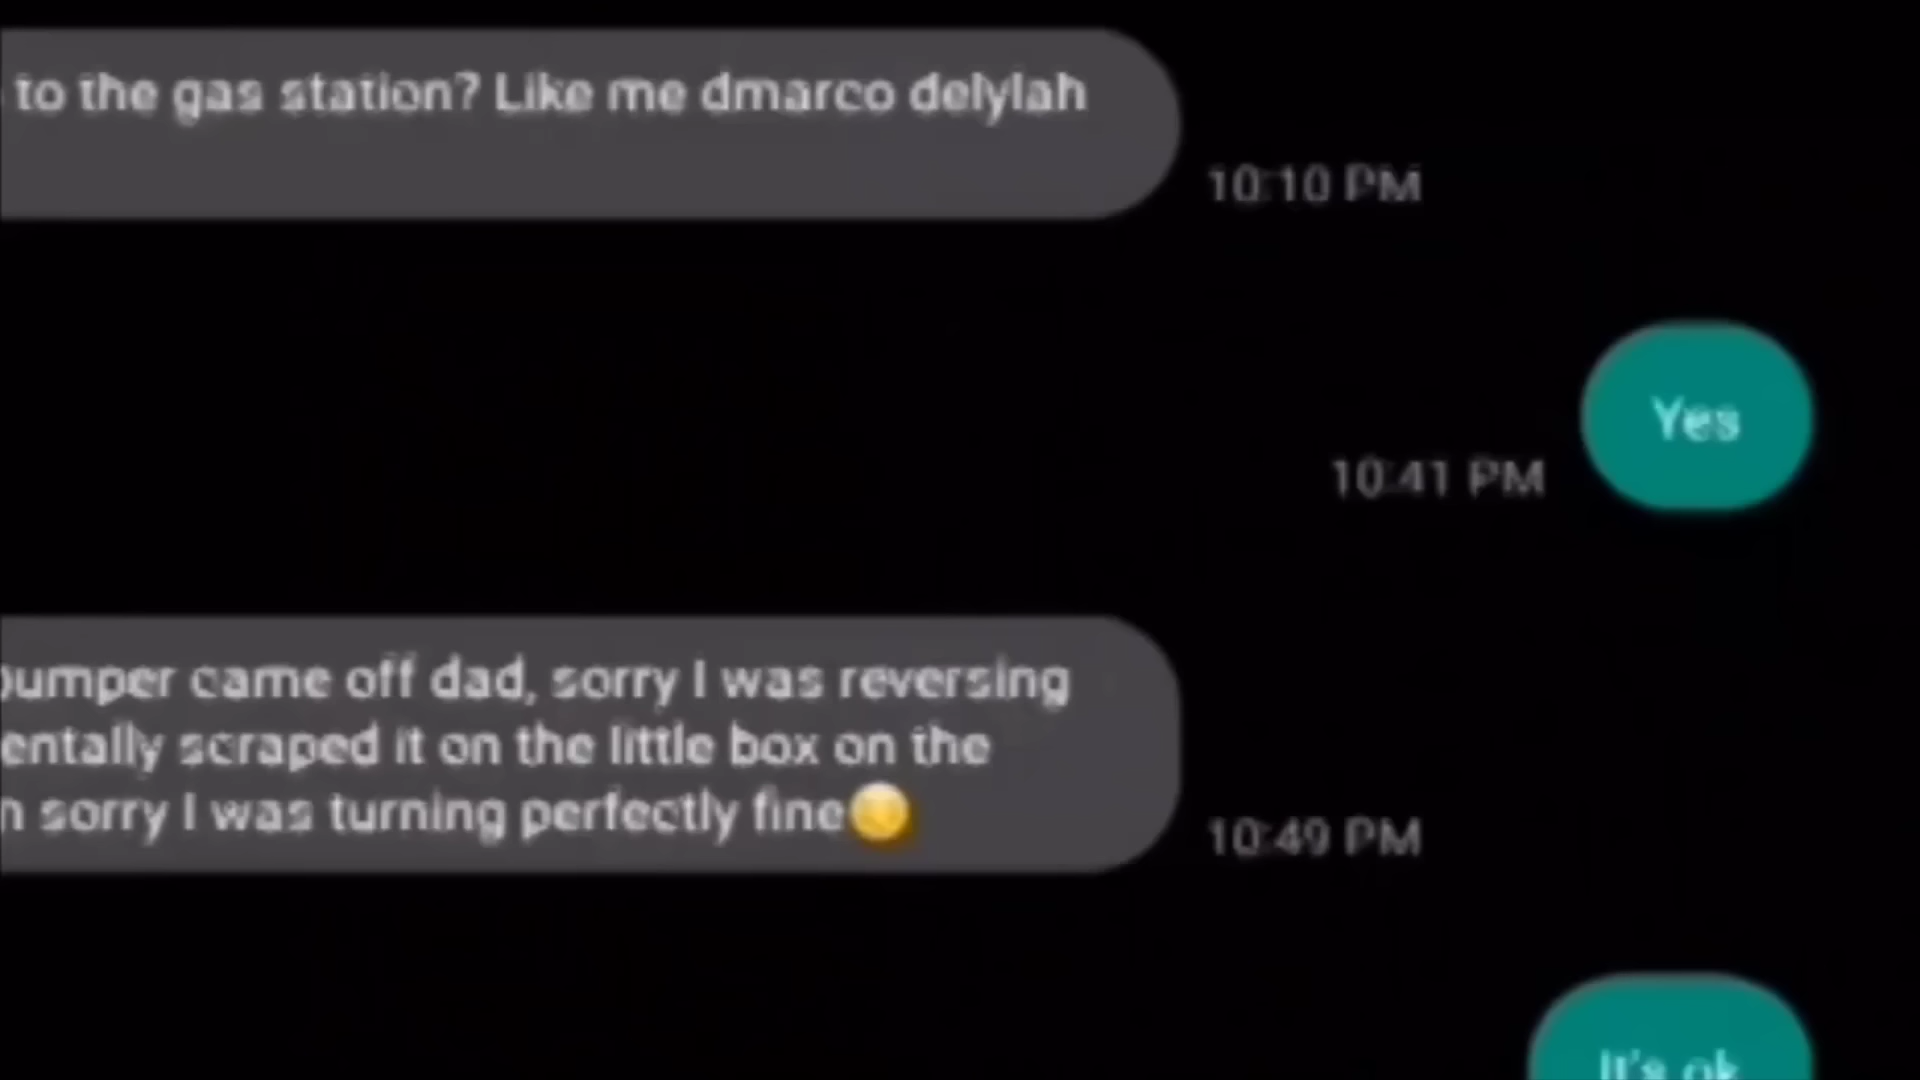 to the gas station? Like me dmarco delylah
10:10 PM
Yes
10:41 PM
came off dad, sorry I was reversing
scraped it on the little box on the
sorry I was turning perfectly fine
10:49 PM
It's ok